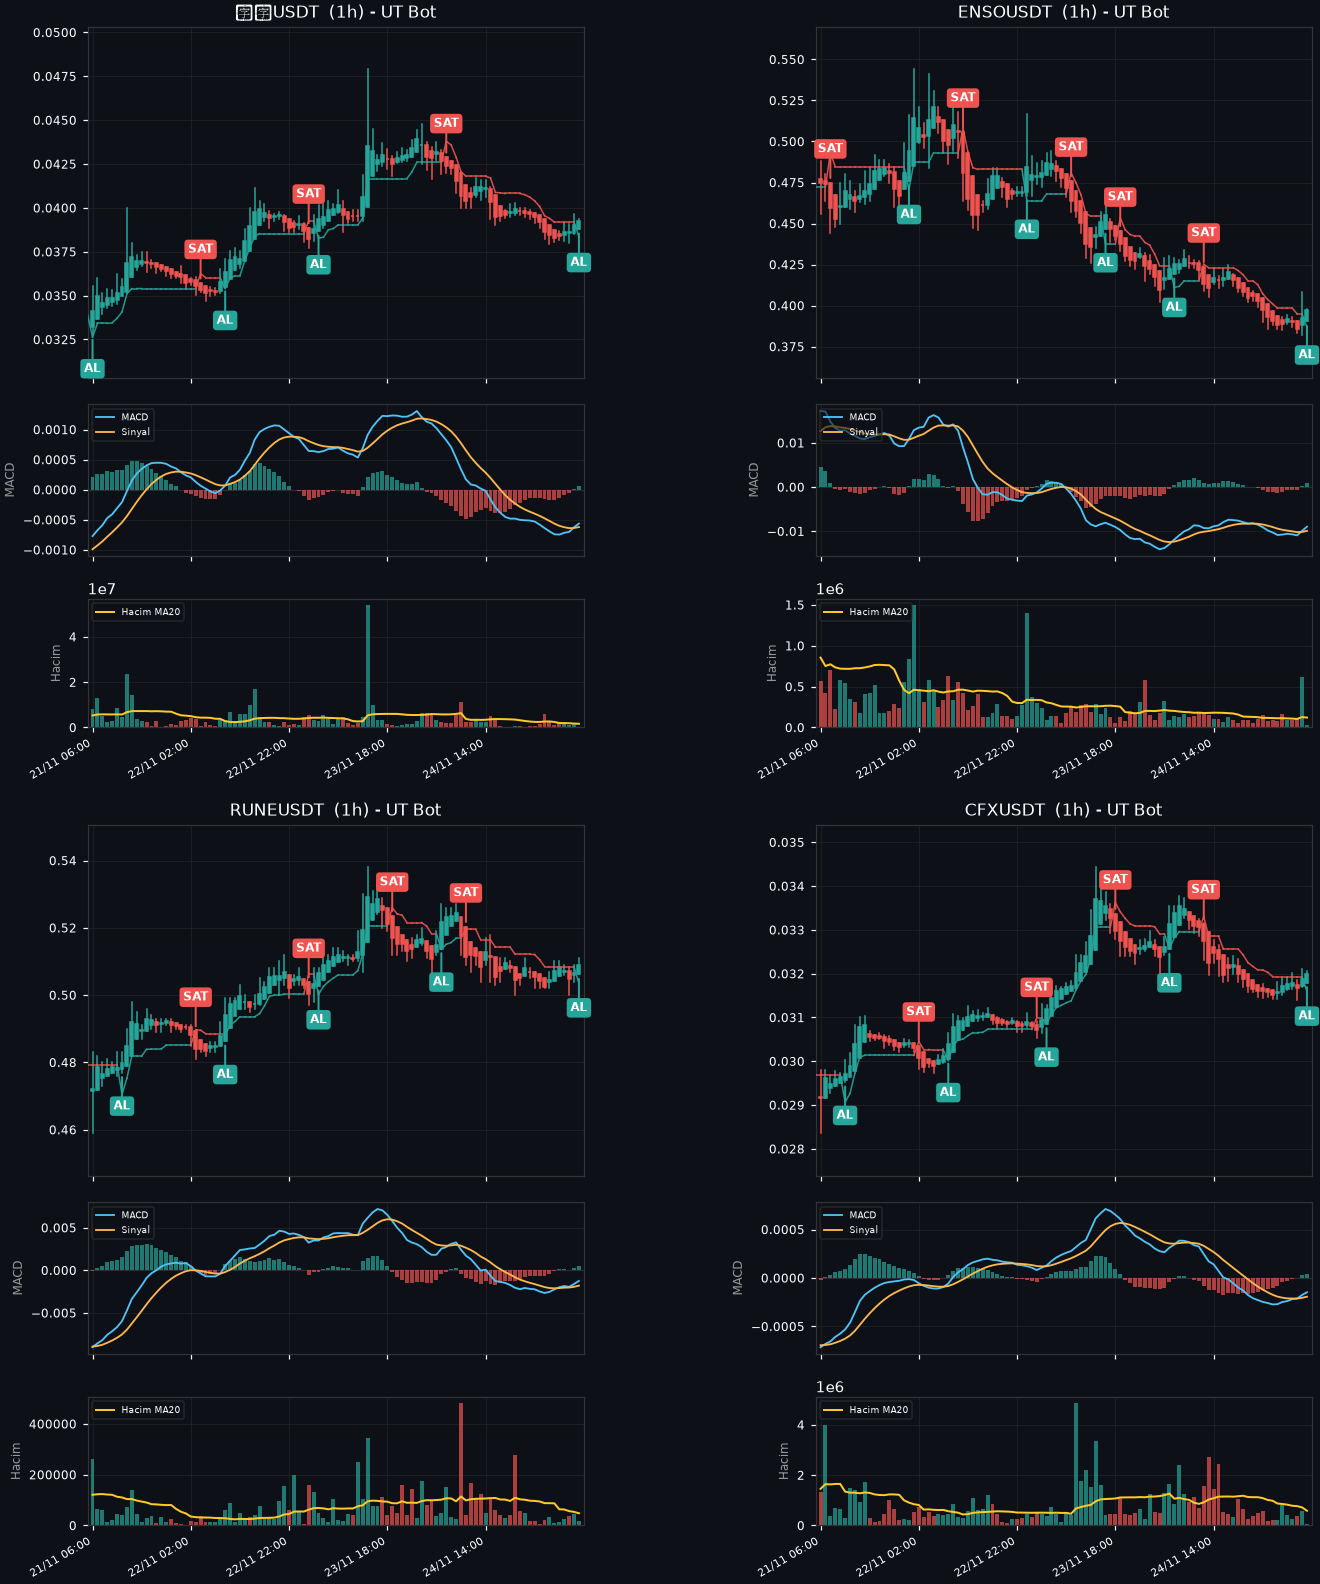 USDT (1h) - UT Bot
0.0500
0.0475
0.0450
0.0425
0.0400
0.0375
0.0350
0.0325
SAT
SAT
SAT
AL
AL
AL
AL
MACD
Sinyal
MACD
0.0010
0.0005
0.0000
−0.0005
−0.0010
1e7
Hacim MA20
Hacim
4
2
0
21/11 06:00
22/11 02:00
22/11 22:00
23/11 18:00
24/11 14:00
ENSOUSDT (1h) - UT Bot
0.550
0.525
0.500
0.475
0.450
0.425
0.400
0.375
SAT
SAT
SAT
SAT
SAT
AL
AL
AL
AL
AL
MACD
Sinyal
MACD
0.01
0.00
−0.01
1e6
Hacim MA20
Hacim
1.5
1.0
0.5
0.0
21/11 06:00
22/11 02:00
22/11 22:00
23/11 18:00
24/11 14:00
RUNEUSDT (1h) - UT Bot
0.54
0.52
0.50
0.48
0.46
SAT
SAT
SAT
SAT
AL
AL
AL
AL
AL
MACD
Sinyal
MACD
0.005
0.000
−0.005
Hacim MA20
Hacim
400000
200000
0
21/11 06:00
22/11 02:00
22/11 22:00
23/11 18:00
24/11 14:00
CFXUSDT (1h) - UT Bot
0.035
0.034
0.033
0.032
0.031
0.030
0.029
0.028
SAT
SAT
SAT
SAT
AL
AL
AL
AL
AL
MACD
Sinyal
MACD
0.0005
0.0000
−0.0005
1e6
Hacim MA20
Hacim
4
2
0
21/11 06:00
22/11 02:00
22/11 22:00
23/11 18:00
24/11 14:00